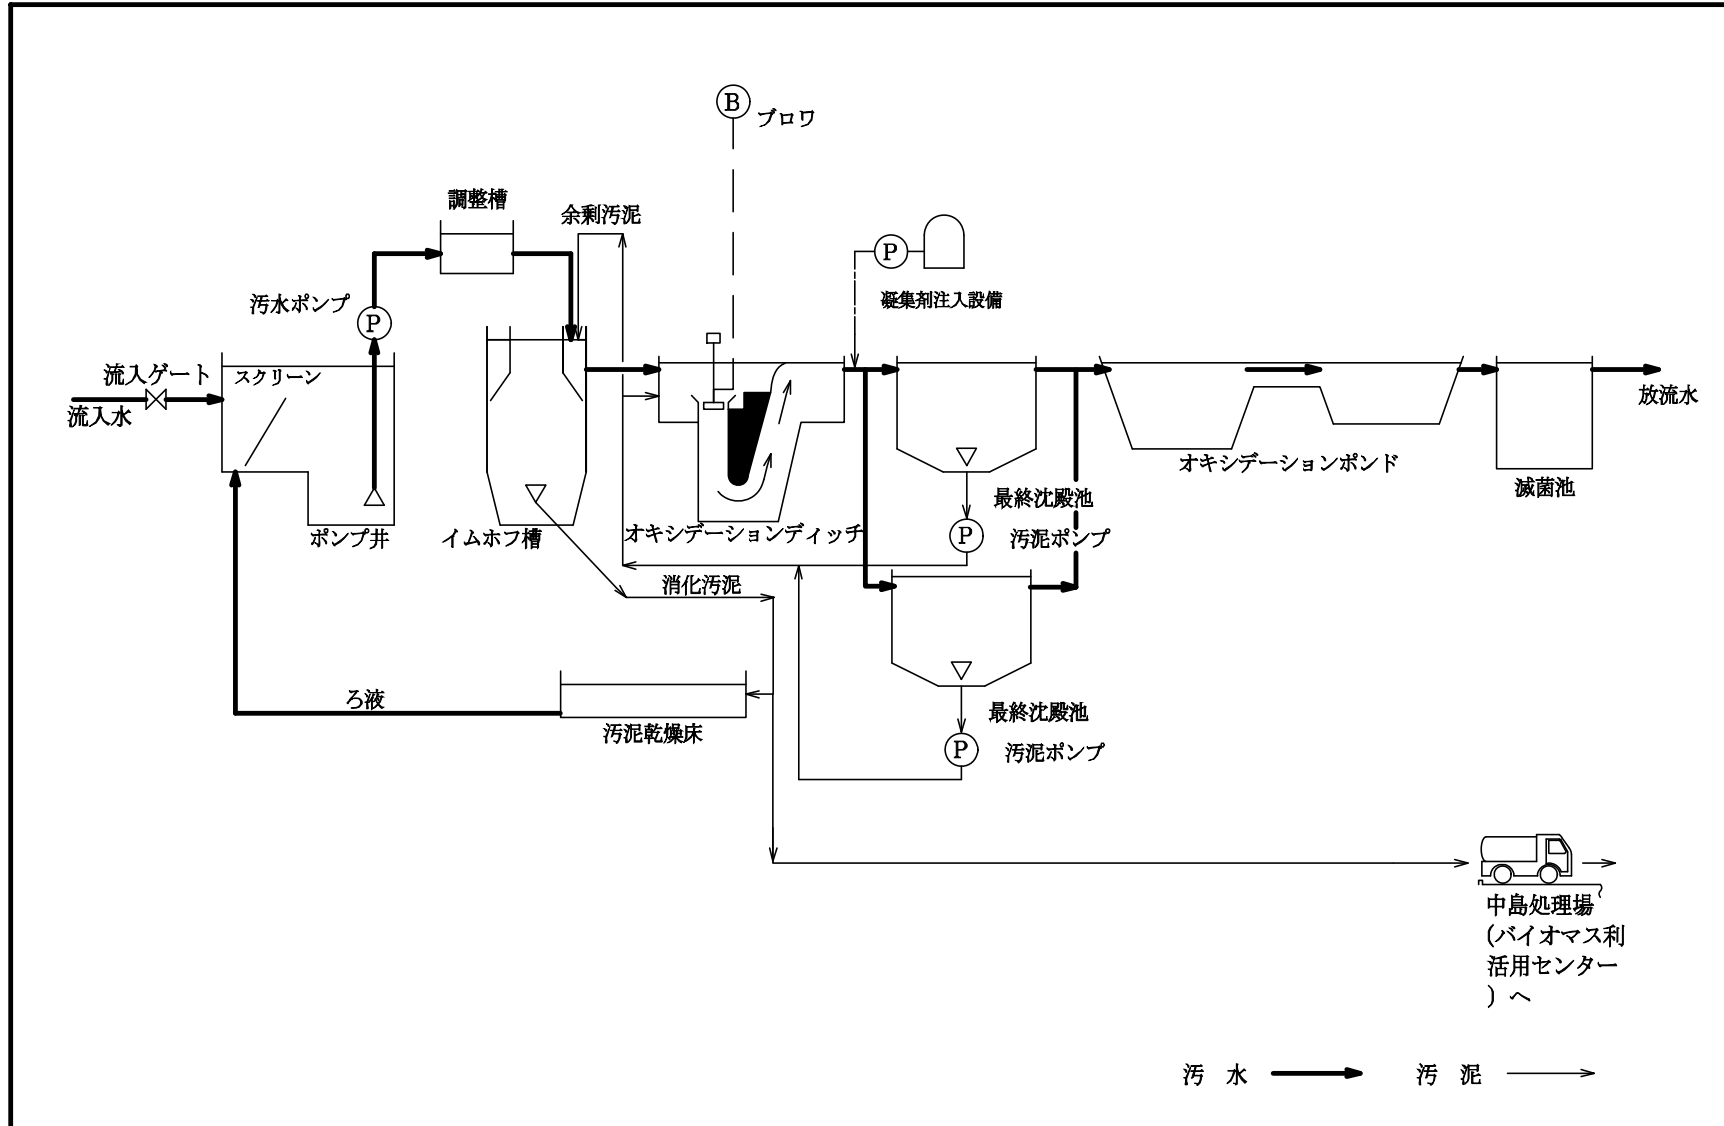 B
ブロワ
調整槽
余剰汚泥
P
凝集剤注入設備
汚水ポンプ
P
流入ゲート
スクリーン
流入水
放流水
オキシデーションポンド
滅菌池
最終沈殿池
P
汚泥ポンプ
ポンプ井
イムホフ槽
オキシデーションディッチ
消化汚泥
ろ液
汚泥乾燥床
最終沈殿池
P
汚泥ポンプ
中島処理場
(バイオマス利
活用センター
)へ
汚 水
汚 泥